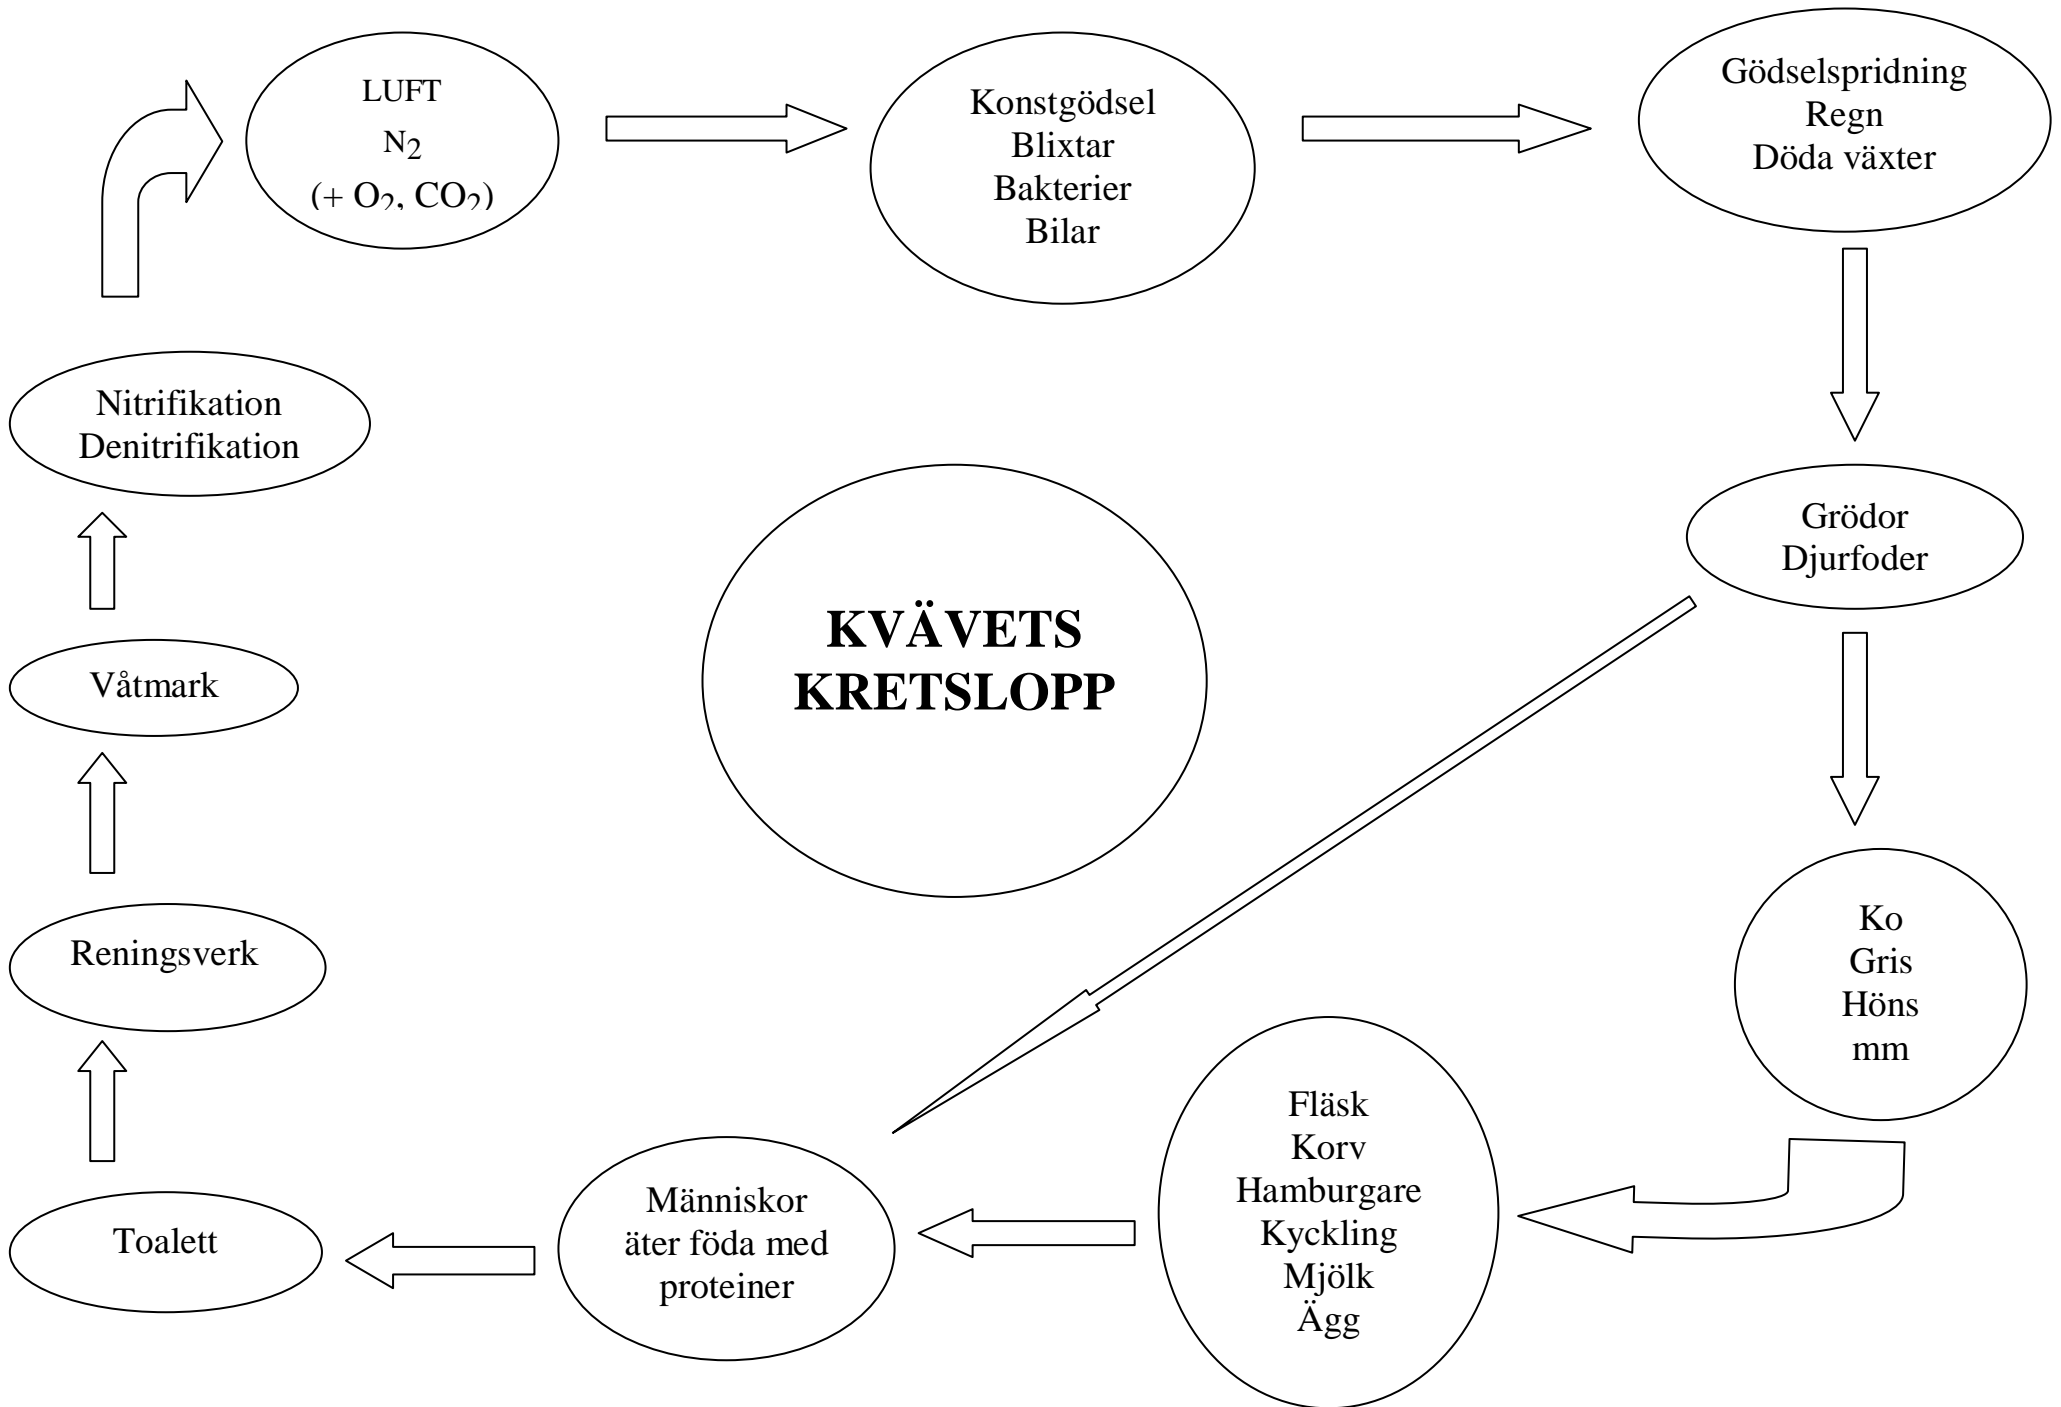 LUFT
N2
(+ O2, CO2)
Konstgödsel
Blixtar
Bakterier
Bilar
Gödselspridning
Regn
Döda växter
Grödor
Djurfoder
Ko
Gris
Höns
mm
Fläsk
Korv
Hamburgare
Kyckling
Mjölk
Ägg
Människor
äter föda med
proteiner
Toalett
Reningsverk
Våtmark
Nitrifikation
Denitrifikation
KVÄVETS
KRETSLOPP